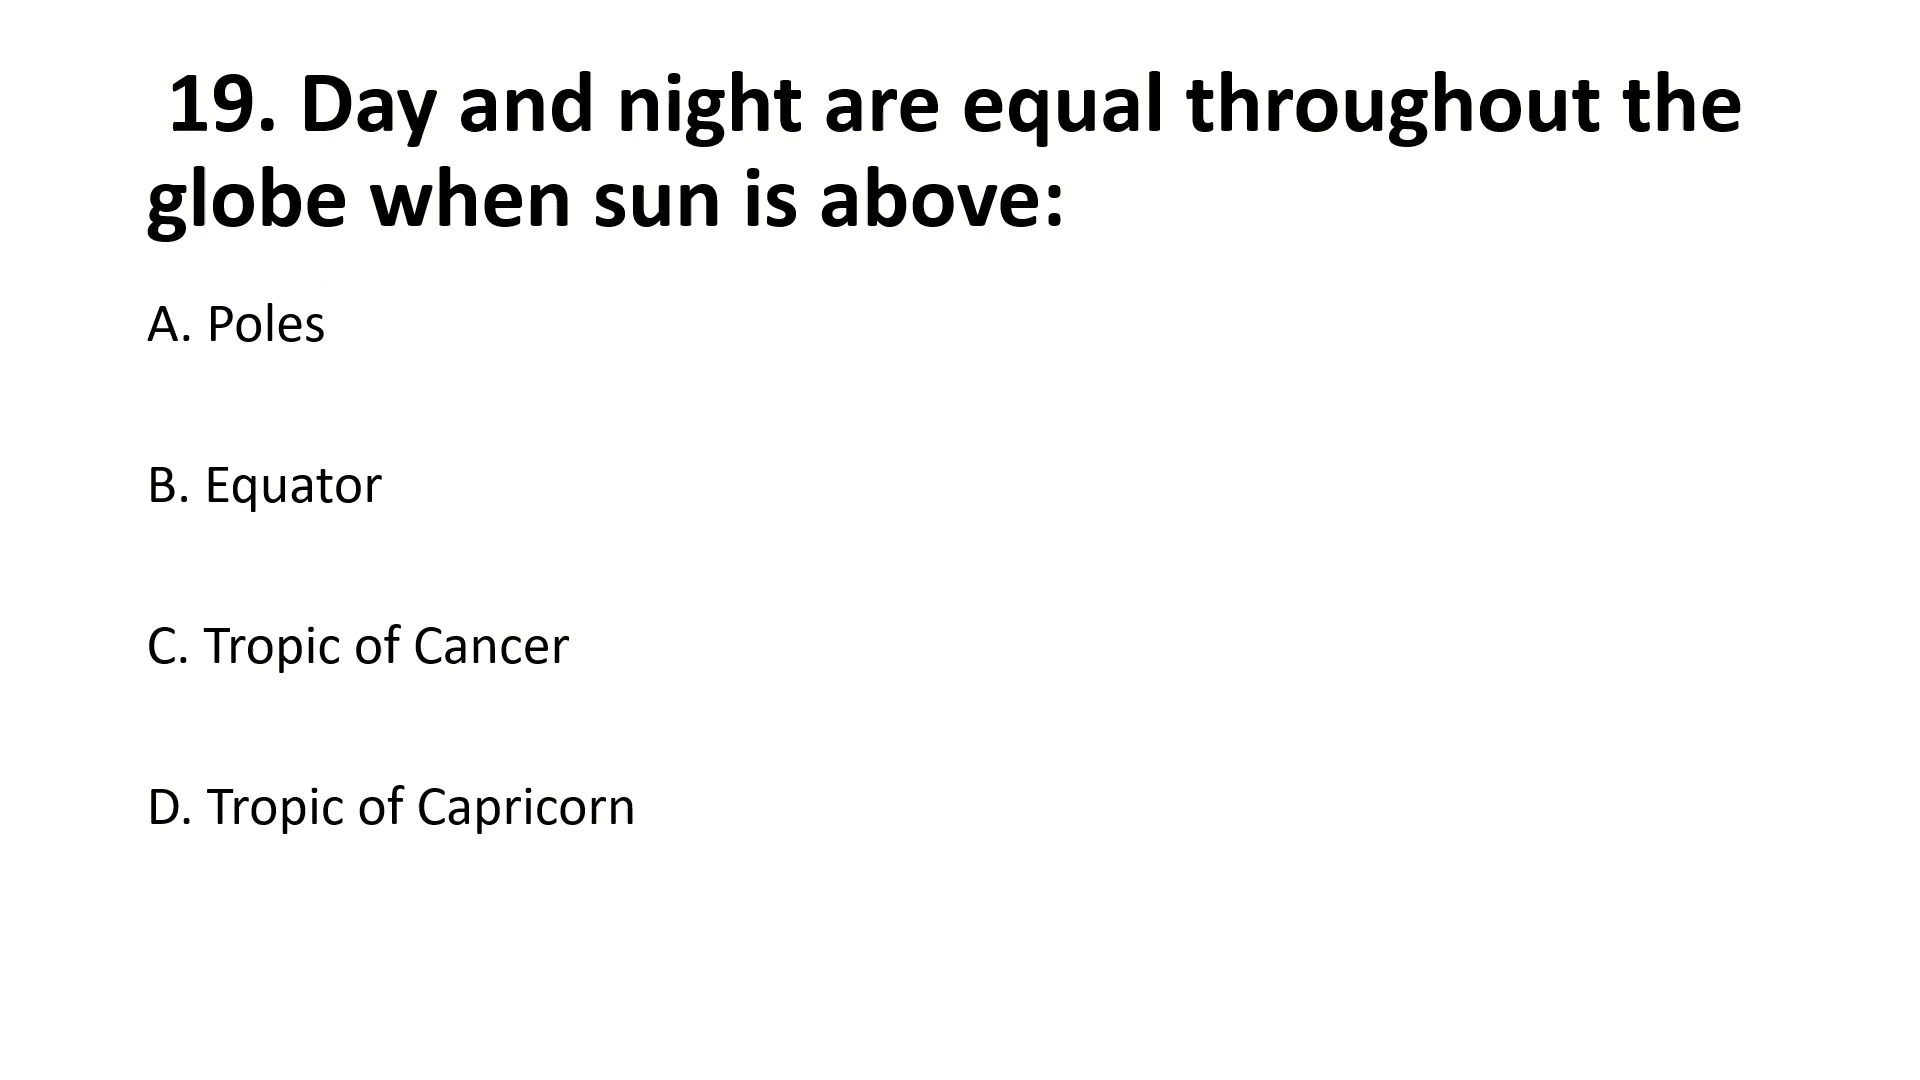 19. Day and night are equal throughout the
globe when sun is above:
A. Poles
B. Equator
C. Tropic of Cancer
D. Tropic of Capricorn